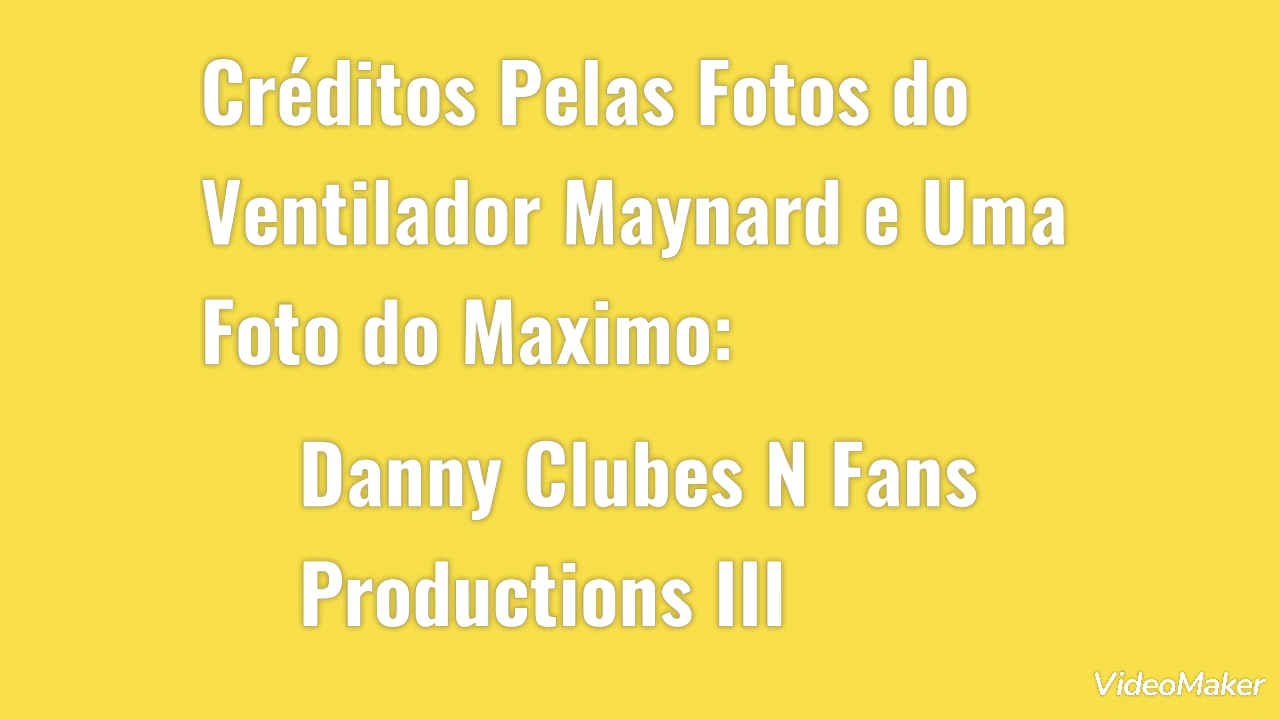 Créditos Pelas Fotos do
Ventilador Maynard e Uma
Foto do Maximo:
Danny Clubes N Fans
Productions III
VideoMaker